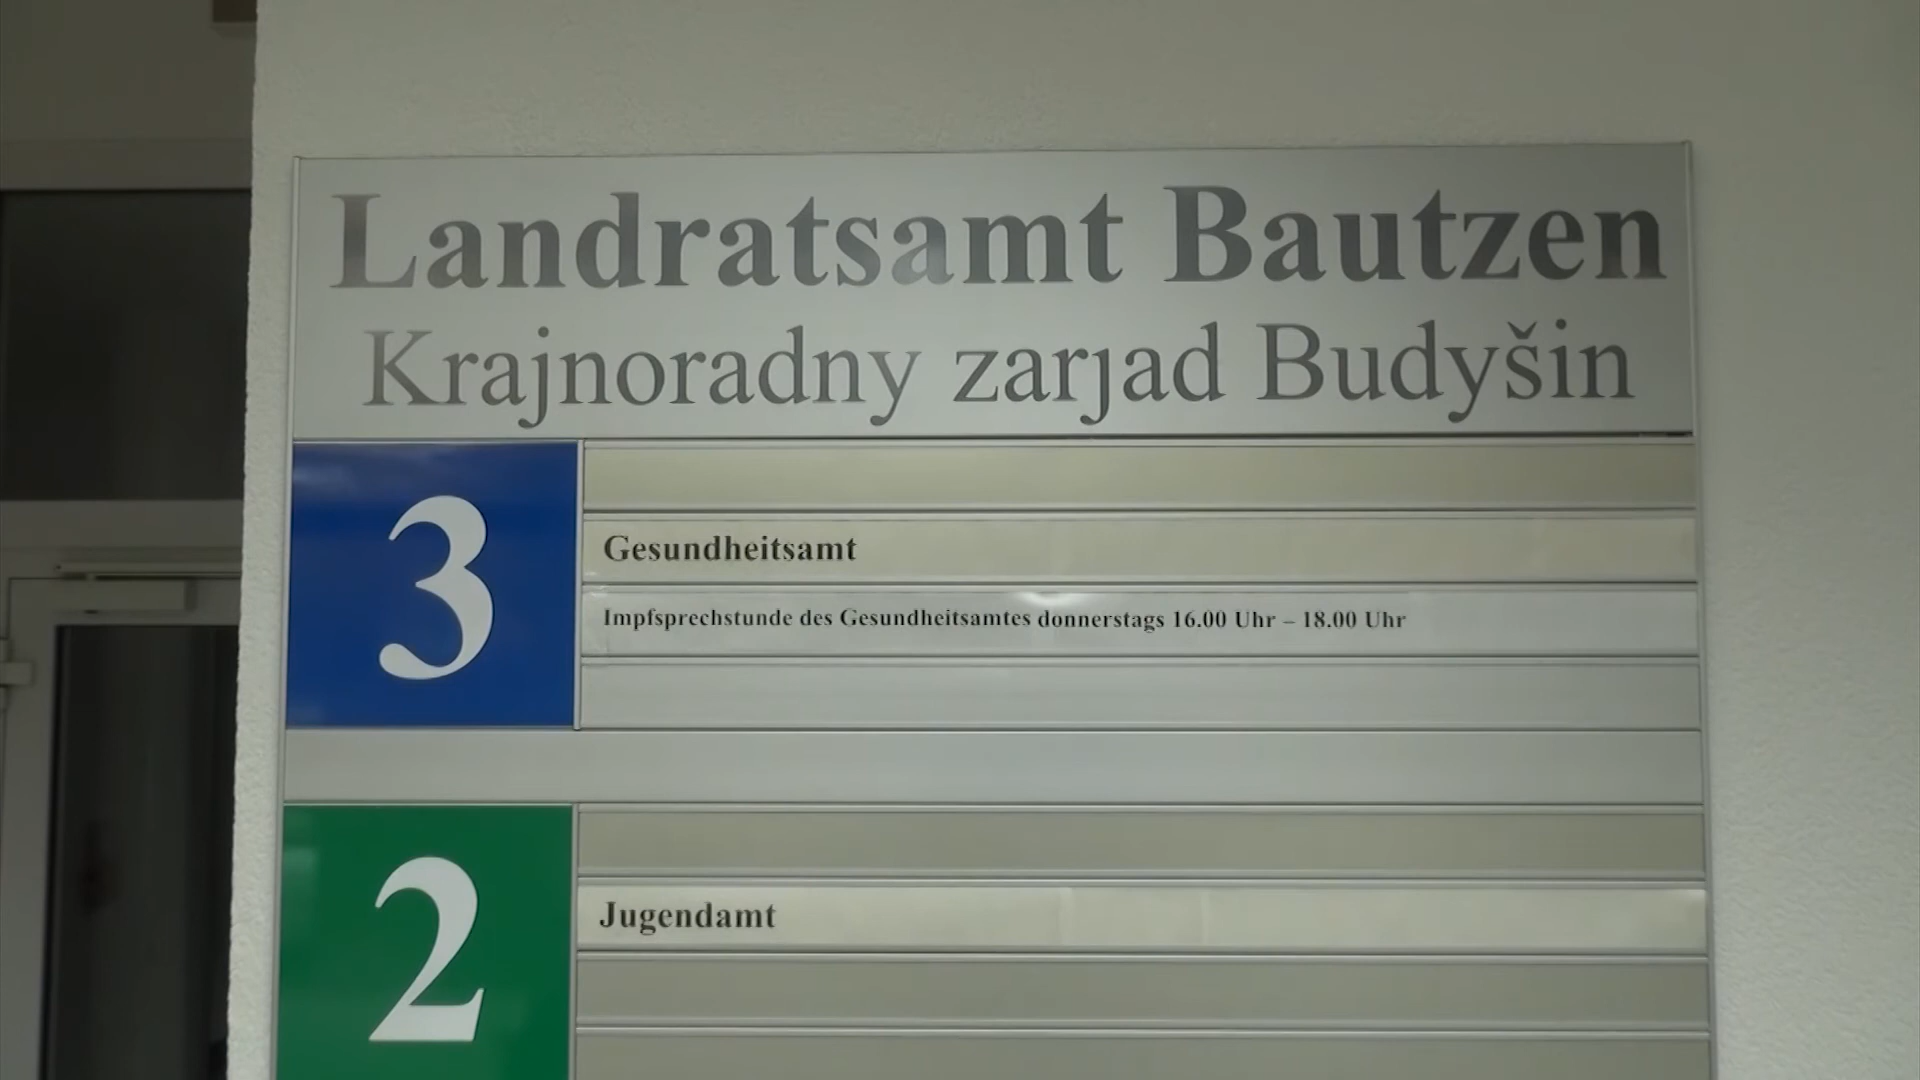 Landratsamt Bautzen
Krajnoradny zarjad Budyšin
3
Gesundheitsamt
Impfsprechstunde des Gesundheitsamtes donnerstags 16.00 Uhr – 18.00 Uhr
2
Jugendamt